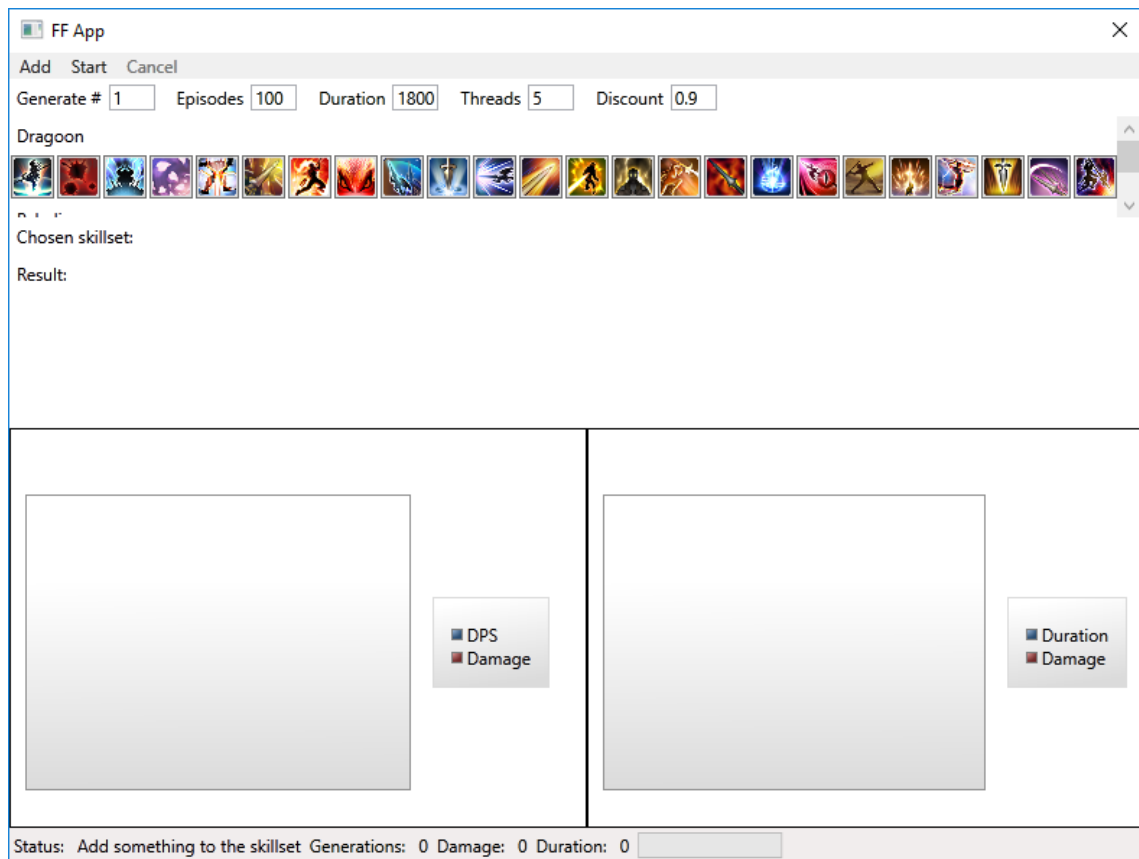 FF App
Add Start Cancel
Generate # 1 Episodes 100 Duration 1800 Threads 5 Discount 0.9
Dragoon
Chosen skillset:
Result:
DPS
Damage
Duration
Damage
Status: Add something to the skillset Generations: 0 Damage: 0 Duration: 0